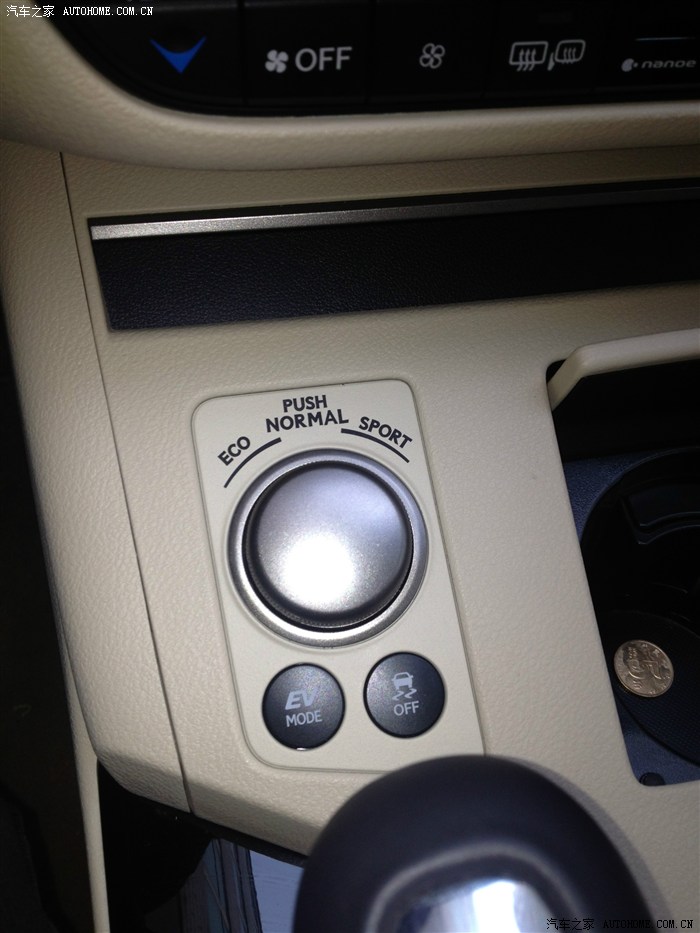 汽车之家 AUTOHOME.COM.CN
OFF
nanoe
PUSH
ECO NORMAL SPORT
EV
MODE
OFF
汽车之家 AUTOHOME.COM.CN